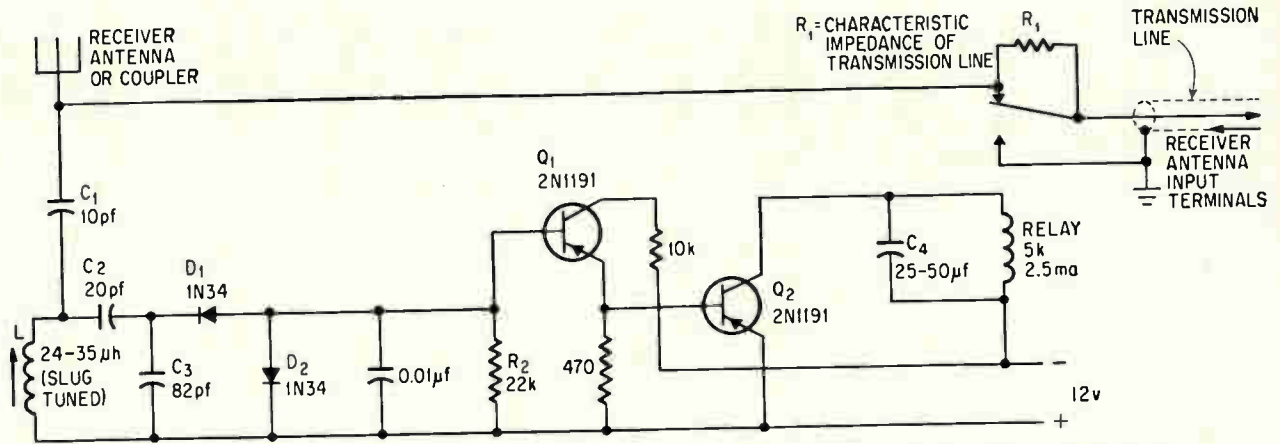 RECEIVER
ANTENNA
OR COUPLER
R₁=CHARACTERISTIC
IMPEDANCE OF
TRANSMISSION LINE
R₁
TRANSMISSION
LINE
RECEIVER
ANTENNA
INPUT
TERMINALS
C₁
10pf
C₂
20pf
D₁
1N34
Q₁
2N1191
10k
C₄
25-50μf
RELAY
5k
2.5ma
Q₂
2N1191
L
24-35μh
(SLUG
TUNED)
C₃
82pf
D₂
1N34
0.01μf
R₂
22k
470
−
12v
+